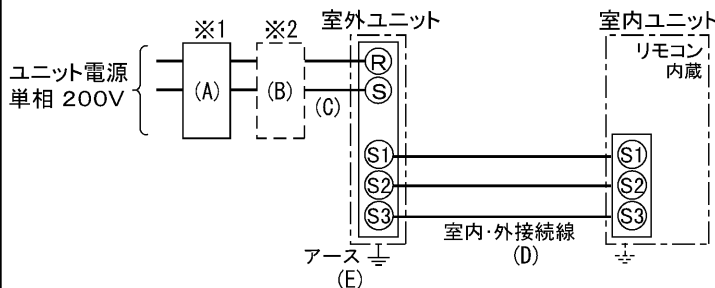 ※1
※2
室外ユニット
室内ユニット
リモコン
内蔵
ユニット電源
単相 200V
(A)
(B)
(C)
R
S
S1
S2
S3
S1
S2
S3
室内･外接続線
(D)
アース
(E)